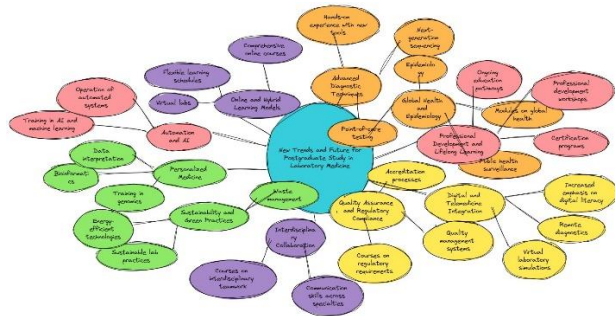 New Trends and Future for
Postgraduate Study in
Laboratory Medicine
Hands-on
experience with new
tools
Next-
generation
sequencing
Advanced
Diagnostic
Techniques
Point-of-care
testing
Epidemiolo
gy
Global Health and
Epidemiology
Modules on global
health
Public health
surveillance
Ongoing
education
pathways
Professional
development
workshops
Professional
Development and
Lifelong Learning
Certification
programs
Comprehensive
online courses
Flexible learning
schedules
Virtual labs
Online and Hybrid
Learning Models
Operation of
automated
systems
Training in AI and
machine learning
Automation and AI
Data
interpretation
Bioinformati
cs
Training in
genomics
Personalized
Medicine
Waste
management
Energy-
efficient
technologies
Sustainability and
Green Practices
Sustainable lab
practices
Interdisciplina
ry
Collaboration
Courses on
interdisciplinary
teamwork
Communication
skills across
specialties
Accreditation
processes
Quality Assurance
and Regulatory
Compliance
Quality
management
systems
Courses on
regulatory
requirements
Digital and
Telemedicine
Integration
Increased
emphasis on
digital literacy
Remote
diagnostics
Virtual
laboratory
simulations